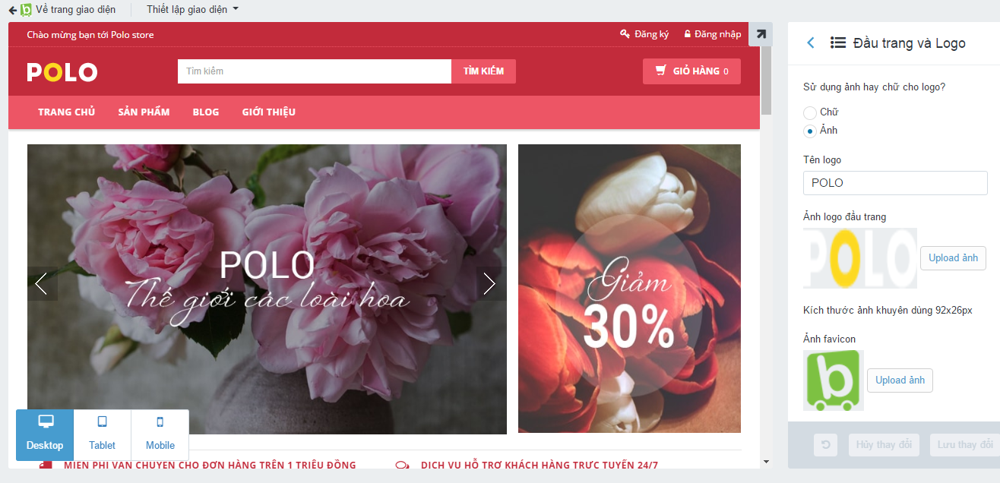 Về trang giao diện
Thiết lập giao diện
Chào mừng bạn tới Polo store
Đăng ký
Đăng nhập
POLO
Tìm kiếm
TÌM KIẾM
GIỎ HÀNG 0
TRANG CHỦ
SẢN PHẨM
BLOG
GIỚI THIỆU
POLO
Thế giới các loài hoa
Giảm
30%
Desktop
Tablet
Mobile
MIỄN PHÍ VẬN CHUYỂN CHO ĐƠN HÀNG TRÊN 1 TRIỆU ĐỒNG
DỊCH VỤ HỖ TRỢ KHÁCH HÀNG TRỰC TUYẾN 24/7
Đầu trang và Logo
Sử dụng ảnh hay chữ cho logo?
Chữ
Ảnh
Tên logo
POLO
Ảnh logo đầu trang
POLO
Upload ảnh
Kích thước ảnh khuyên dùng 92x26px
Ảnh favicon
b
Upload ảnh
Hủy thay đổi
Lưu thay đổi